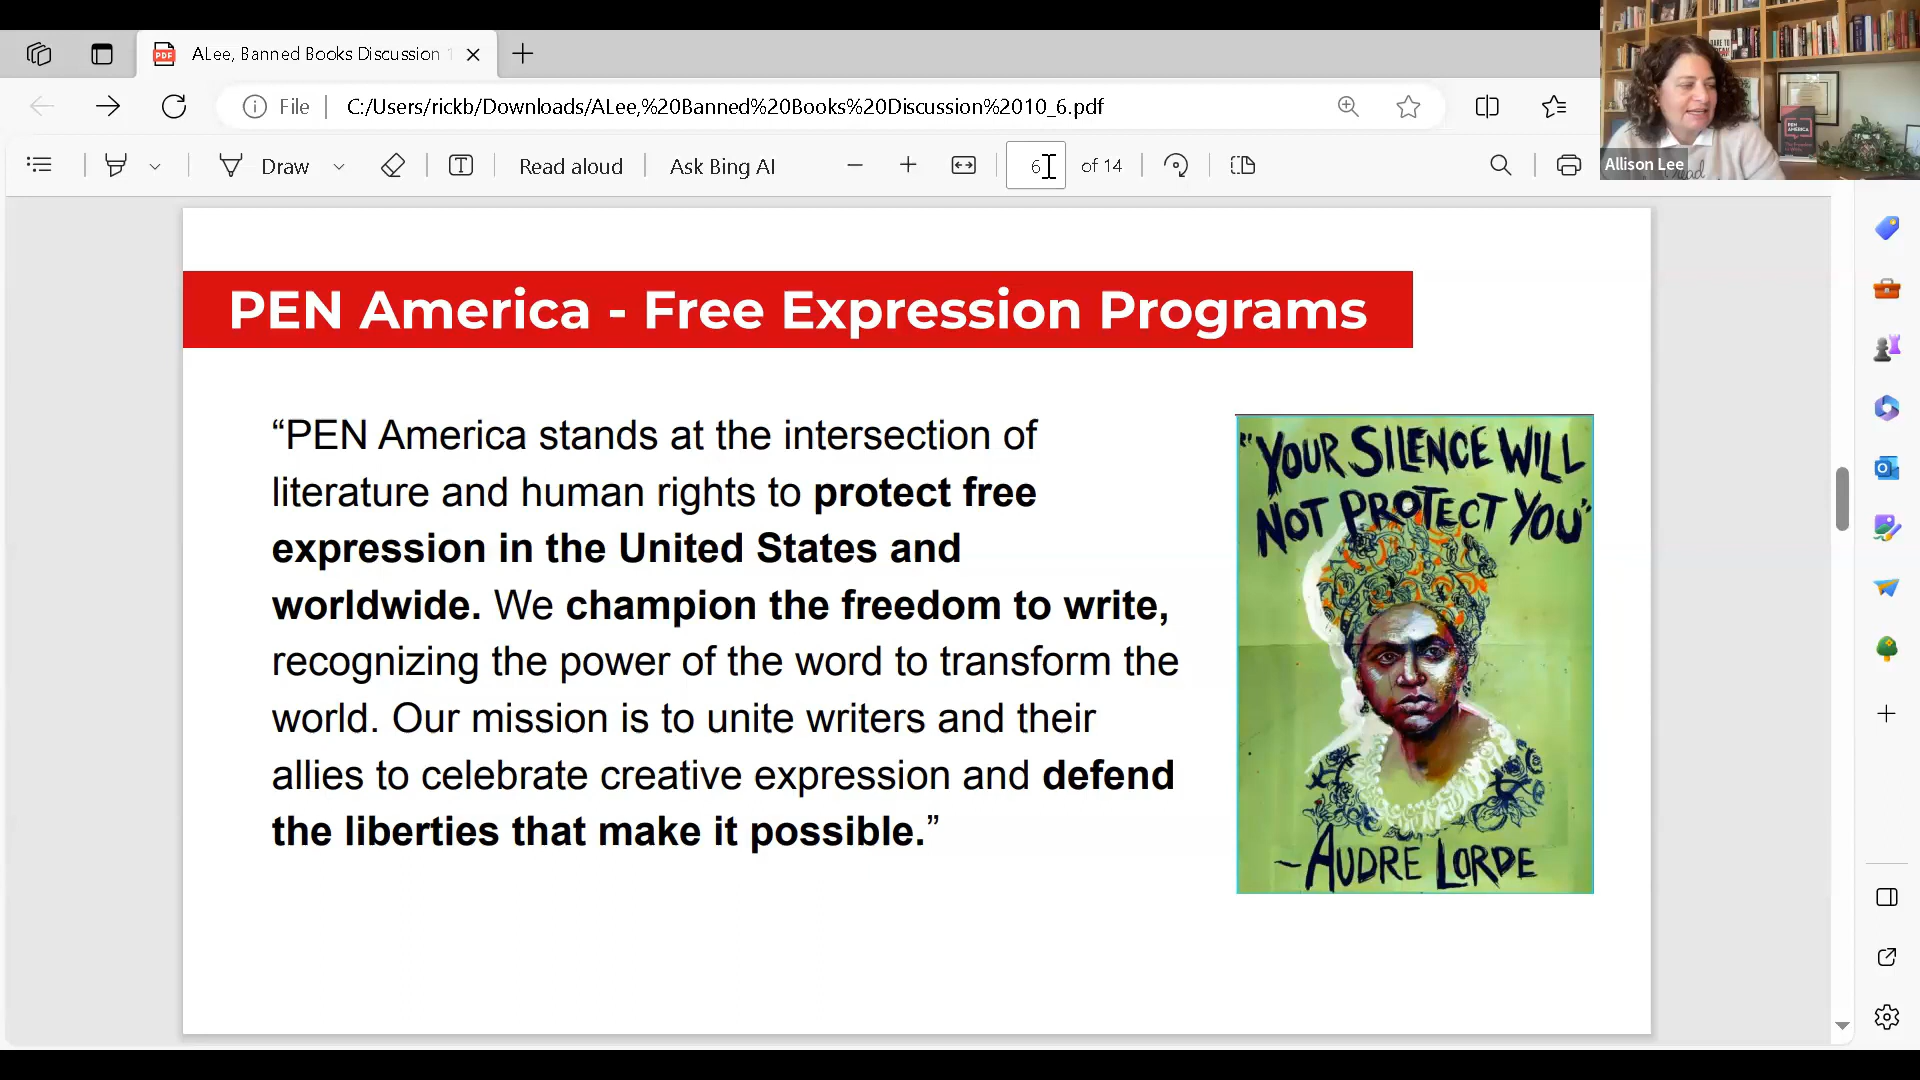 ALee, Banned Books Discussion 1
File
C:/Users/rickb/Downloads/ALee,%20Banned%20Books%20Discussion%2010_6.pdf
Draw
Read aloud
Ask Bing AI
6
of 14
Allison Lee
PEN AMERICA
PEN America - Free Expression Programs
“PEN America stands at the intersection of
literature and human rights to protect free
expression in the United States and
worldwide. We champion the freedom to write,
recognizing the power of the word to transform the
world. Our mission is to unite writers and their
allies to celebrate creative expression and defend
the liberties that make it possible.”
"YOUR SILENCE WILL
NOT PROTECT YOU"
-AUDRE LORDE